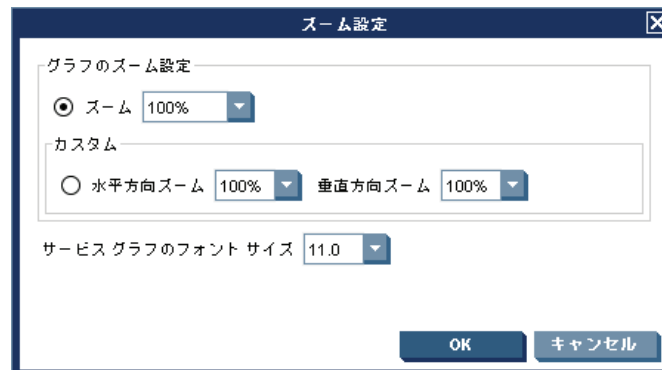 ズーム設定
グラフのズーム設定
ズーム 100%
カスタム
水平方向ズーム 100% 垂直方向ズーム 100%
サービス グラフのフォント サイズ 11.0
OK キャンセル